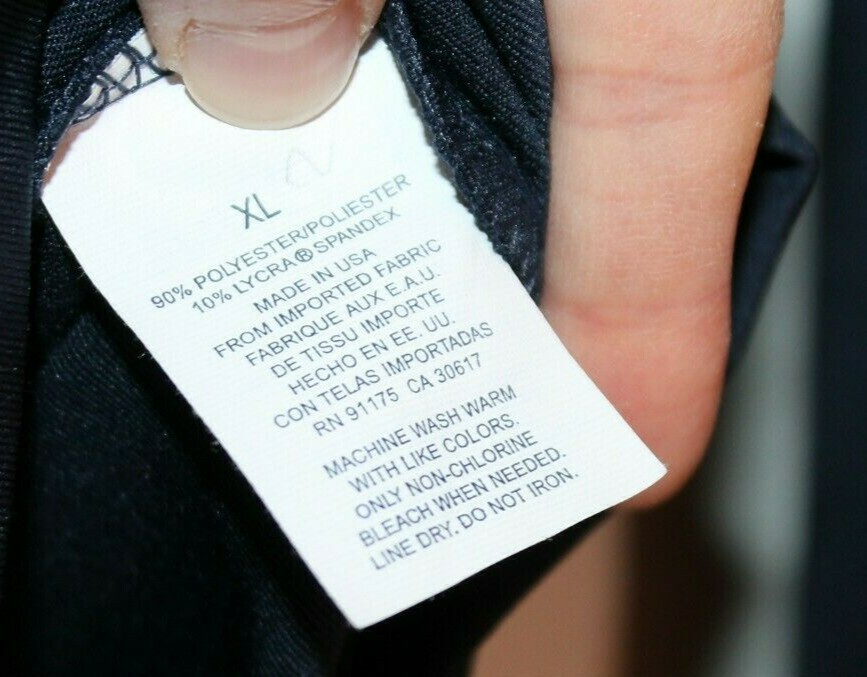 XL
90% POLYESTER/POLIESTER
10% LYCRA® SPANDEX
MADE IN USA
FROM IMPORTED FABRIC
FABRIQUE AUX E.A.U.
DE TISSU IMPORTE
HECHO EN EE. UU.
CON TELAS IMPORTADAS
RN 91175 CA 30617
MACHINE WASH WARM
WITH LIKE COLORS.
ONLY NON-CHLORINE
BLEACH WHEN NEEDED.
LINE DRY. DO NOT IRON.